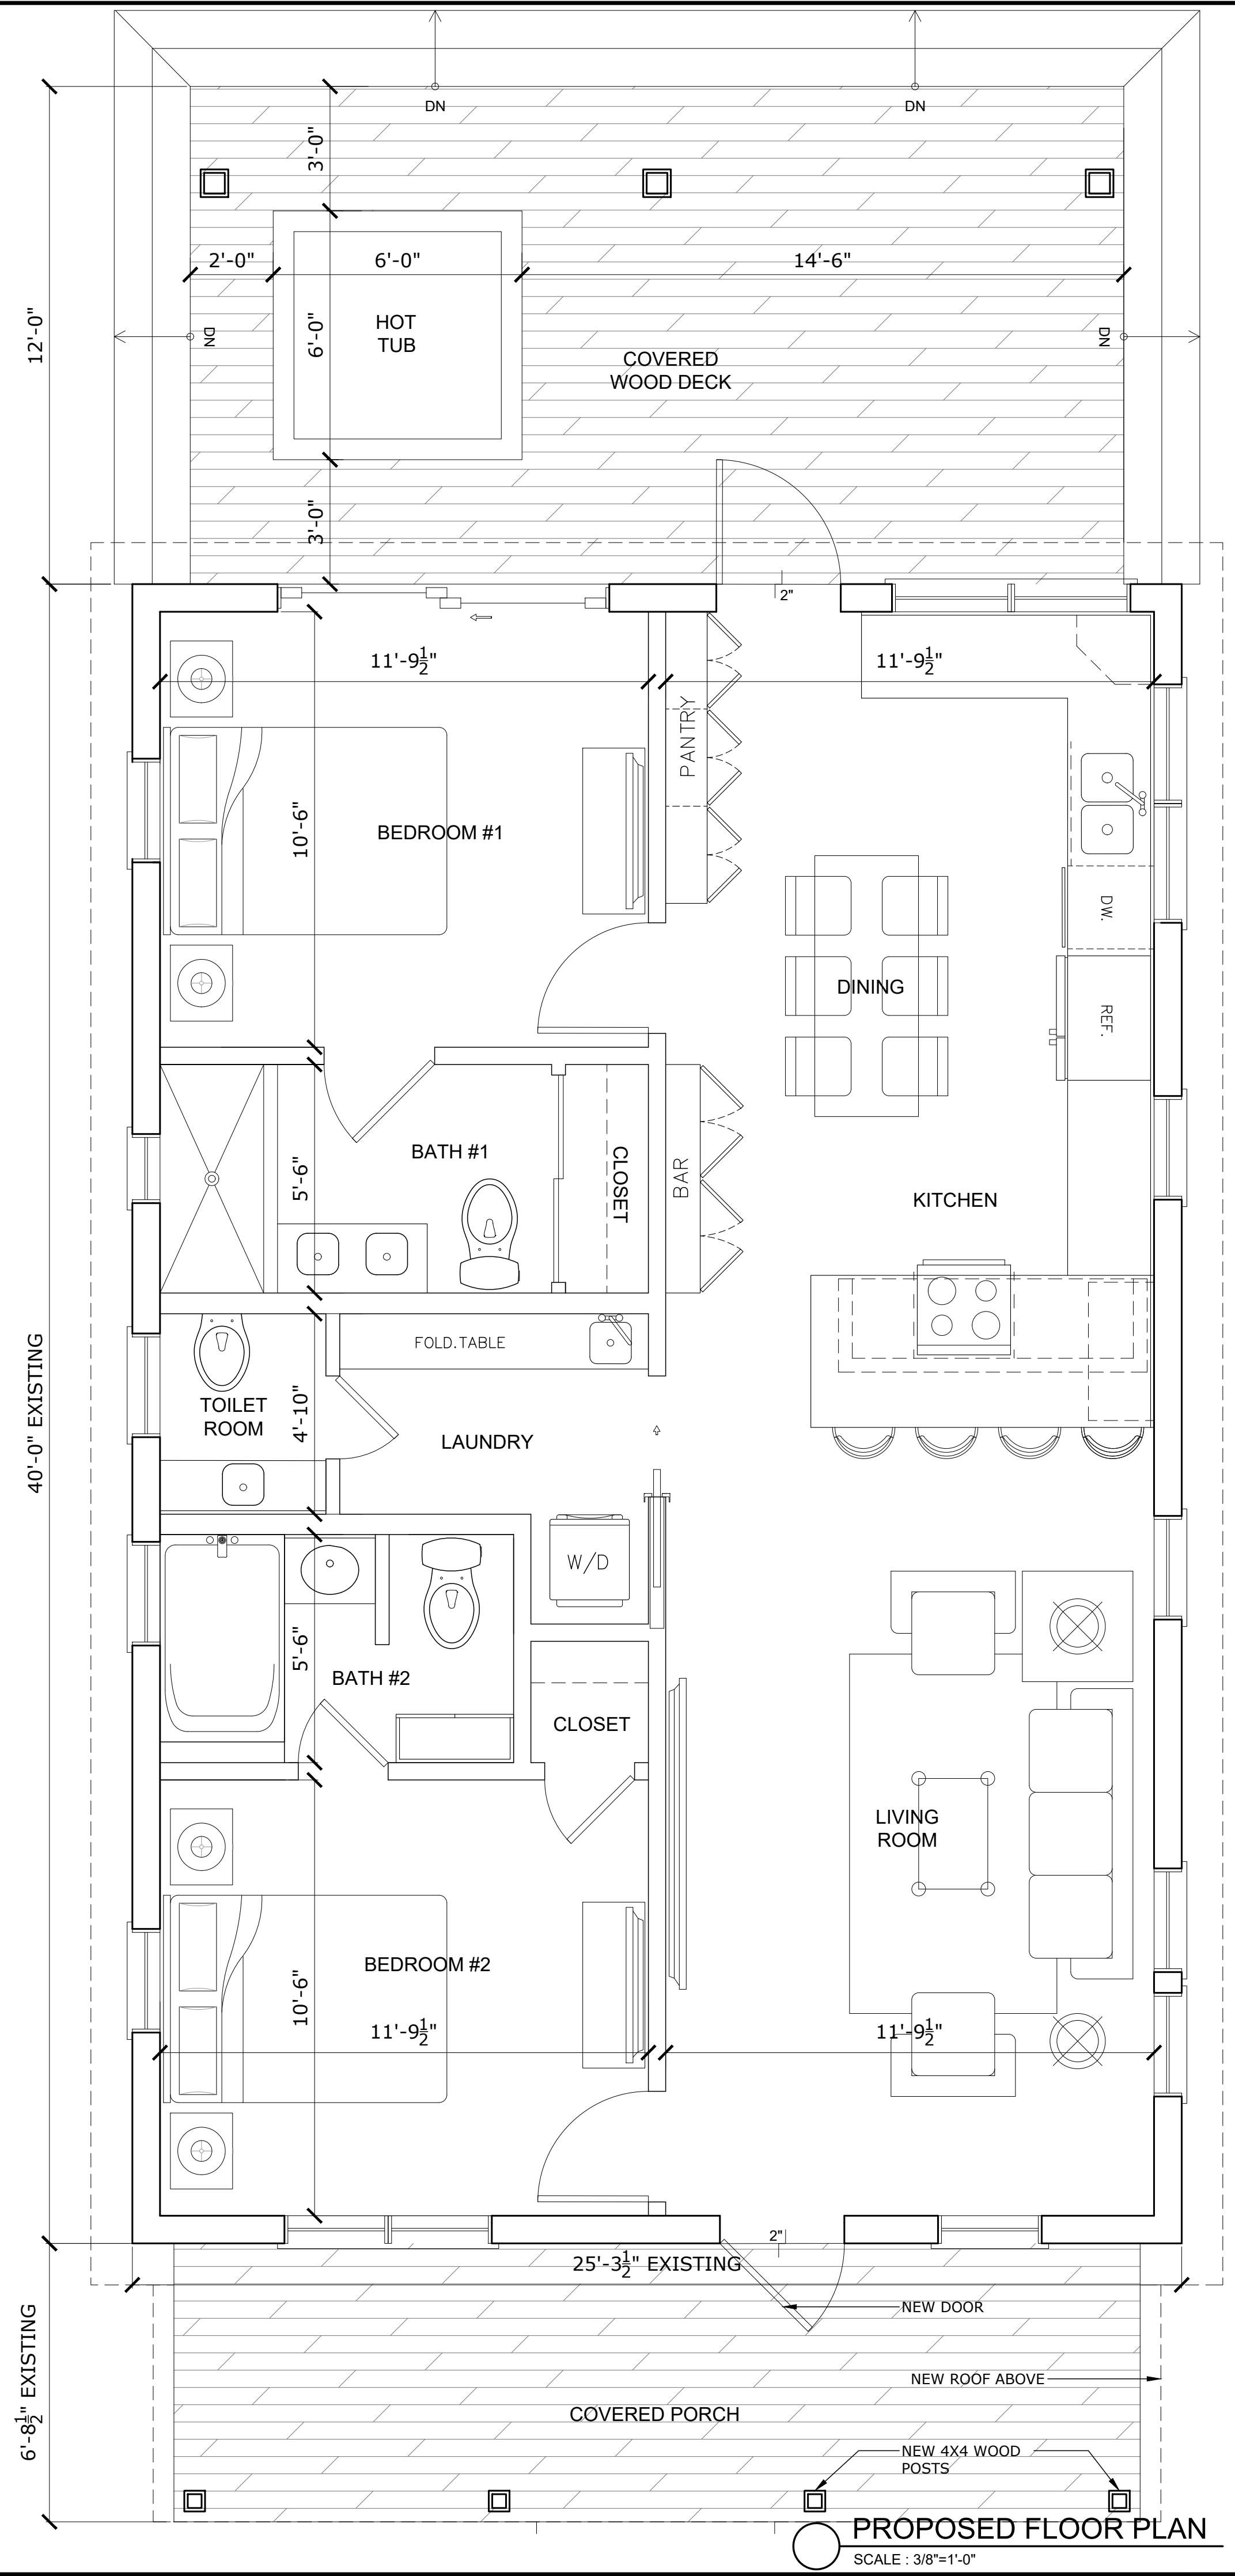 DN
DN
3'-0"
2'-0"
6'-0"
14'-6"
12'-0"
DN
HOT
TUB
6'-0"
COVERED
WOOD DECK
DN
3'-0"
2"
11'-9½"
11'-9½"
PANTRY
10'-6"
BEDROOM #1
DW.
DINING
REF.
BATH #1
5'-6"
CLOSET
BAR
KITCHEN
FOLD.TABLE
40'-0" EXISTING
TOILET
ROOM
4'-10"
LAUNDRY
W/D
5'-6"
BATH #2
CLOSET
LIVING
ROOM
BEDROOM #2
10'-6"
11'-9½"
11'-9½"
2"
25'-3½" EXISTING
NEW DOOR
6'-8½" EXISTING
NEW ROOF ABOVE
COVERED PORCH
NEW 4X4 WOOD
POSTS
PROPOSED FLOOR PLAN
SCALE : 3/8"=1'-0"